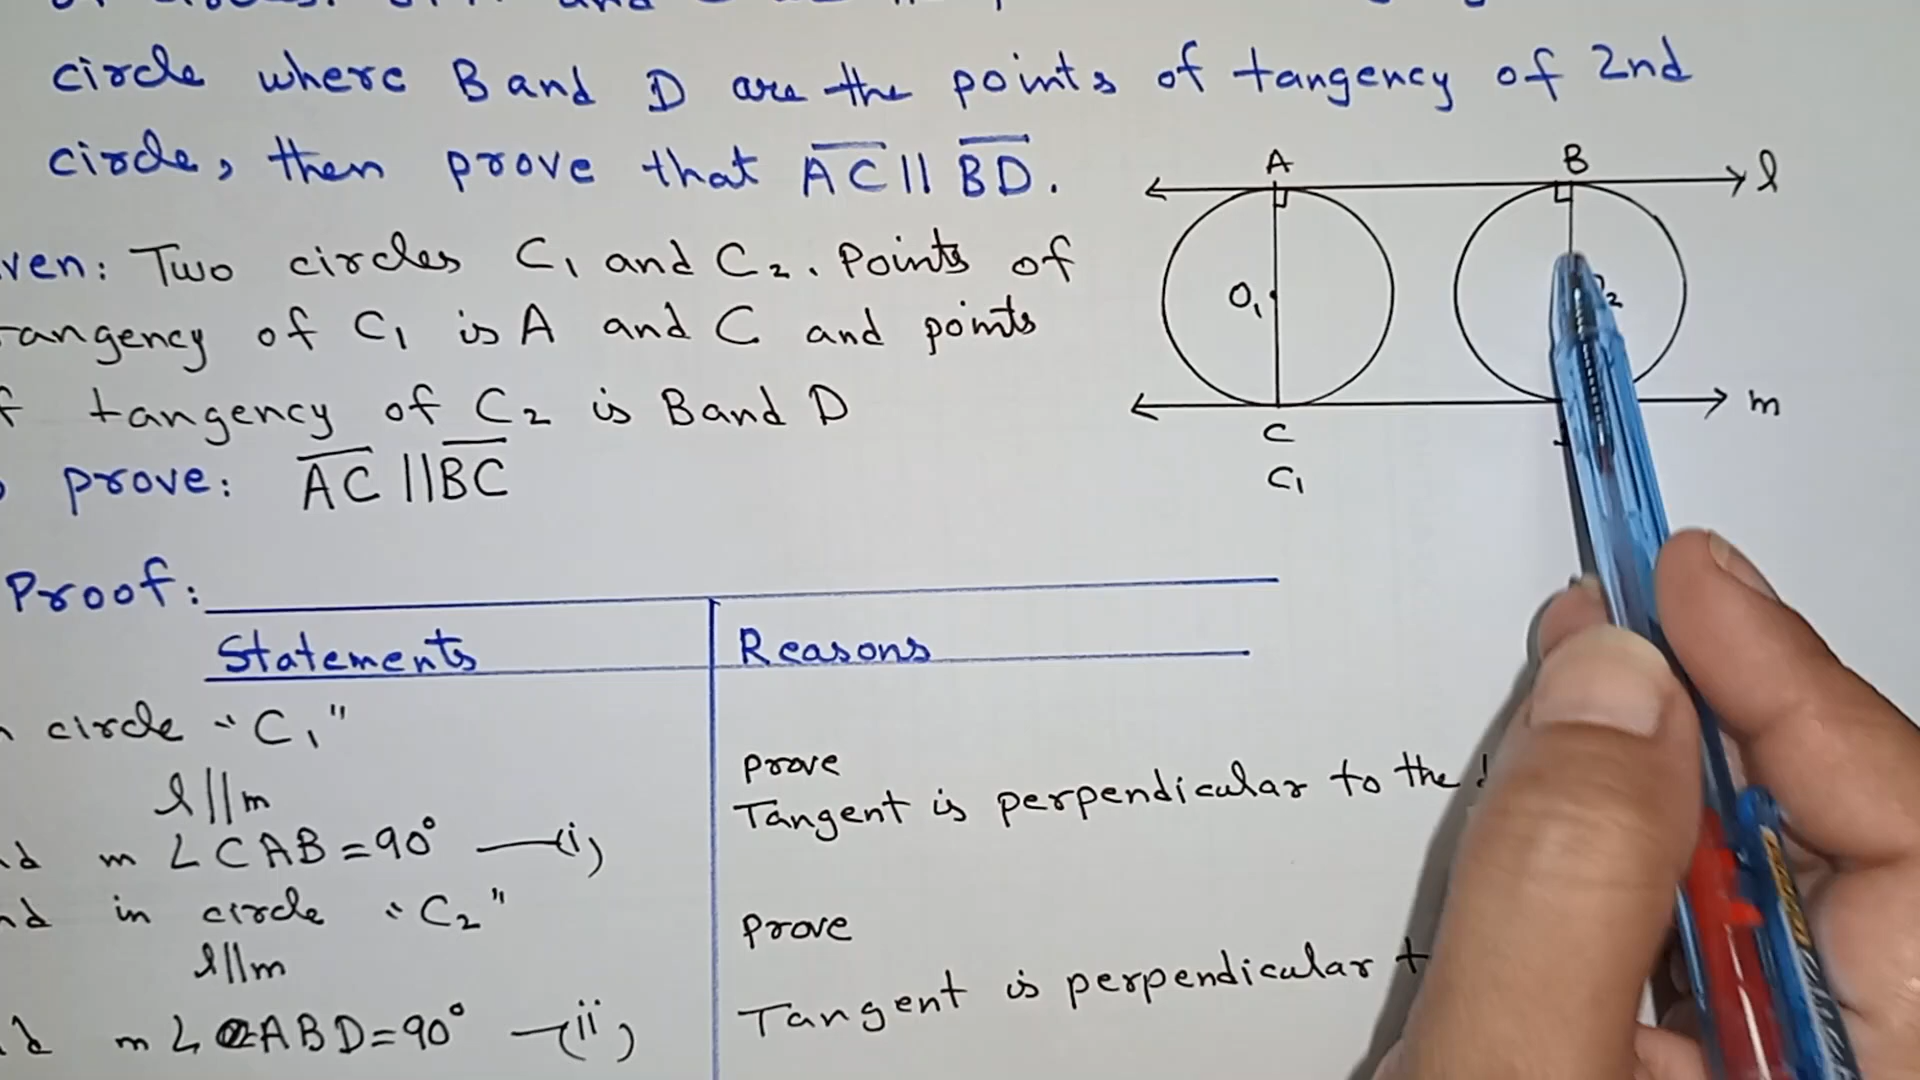 circle where B and D are the points of tangency of 2nd
circle, then prove that AC || BD.
ven: Two circles C₁ and C₂. Points of
angency of C₁ is A and C and points
tangency of C₂ is B and D
prove: AC || BC
A
B
l
O₁
₂
m
C
C₁
Proof:
Statements
Reasons
circle "C₁"
l||m
prove
m∠CAB=90° —(i)
Tangent is perpendicular to the
in circle "C₂"
prove
l||m
m∠ABD=90° —(ii)
Tangent is perpendicular t